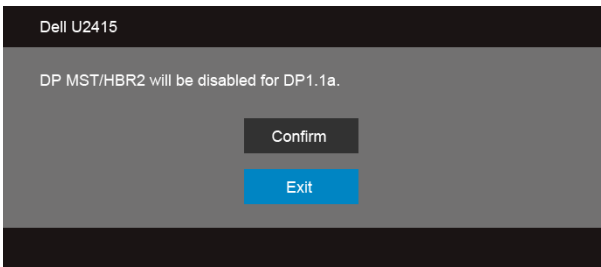 Dell U2415
DP MST/HBR2 will be disabled for DP1.1a.
Confirm
Exit